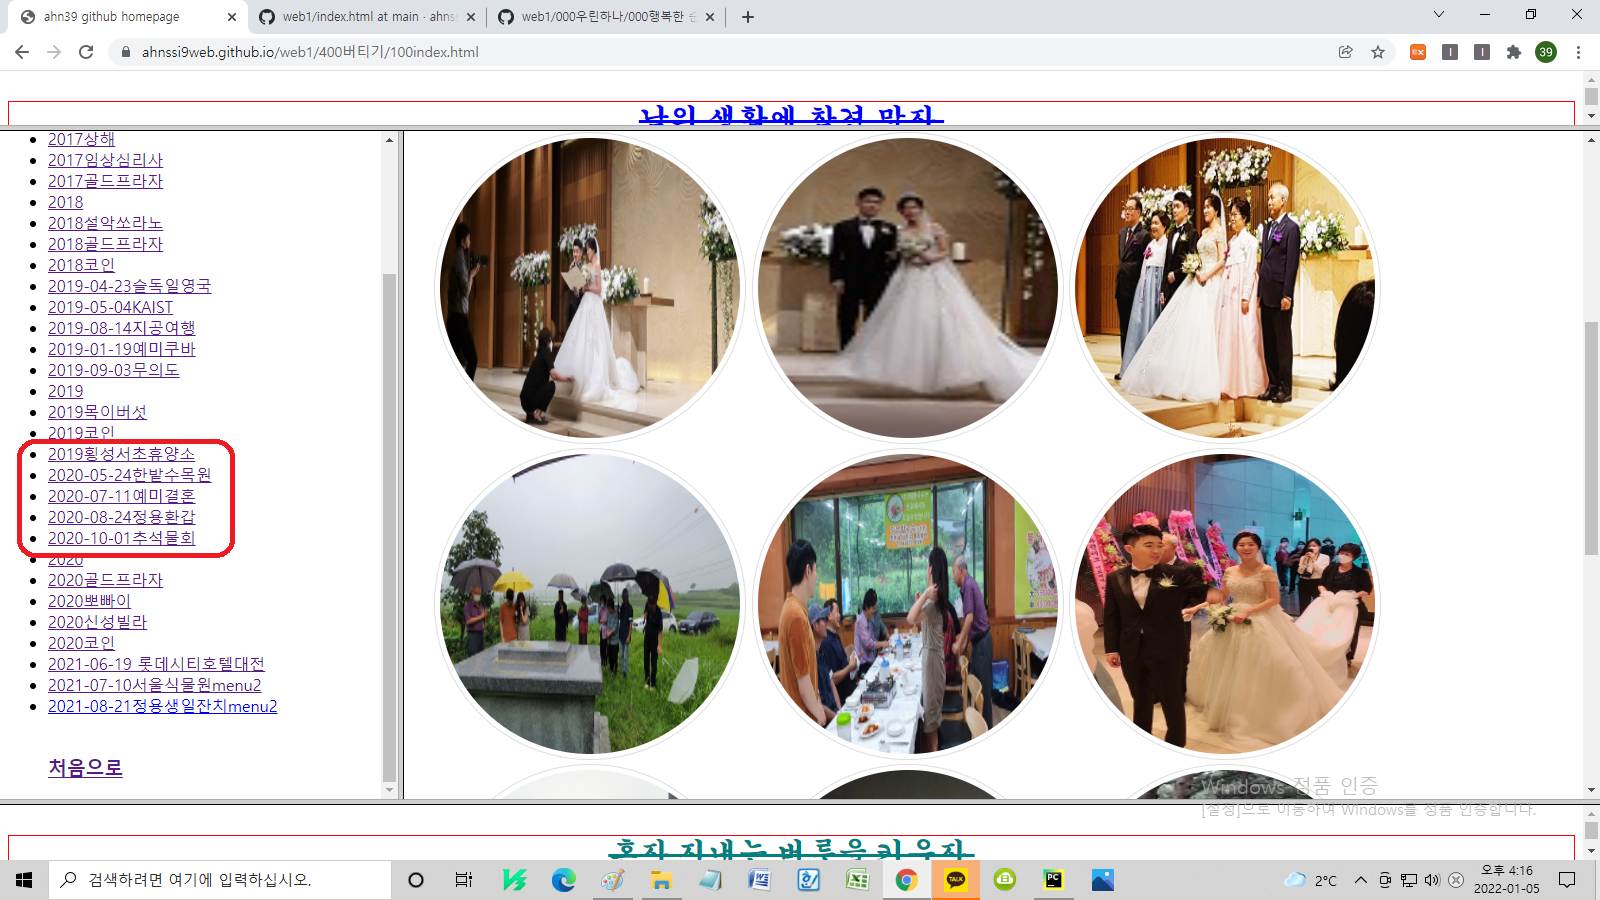 ahn39 github homepage
web1/index.html at main · ahnss
web1/000우린하나/000행복한 순
ahnssi9web.github.io/web1/400버티기/100index.html
39
나의 생활에 찾겨 마지
2017상해
2017임상심리사
2017골드프라자
2018
2018설악쏘라노
2018골드프라자
2018코인
2019-04-23슬독일영국
2019-05-04KAIST
2019-08-14지공여행
2019-01-19예미쿠바
2019-09-03무의도
2019
2019목이버섯
2019코인
2019횡성서초휴양소
2020-05-24한밭수목원
2020-07-11예미결혼
2020-08-24정용환갑
2020-10-01추석물회
2020
2020골드프라자
2020뽀빠이
2020신성빌라
2020코인
2021-06-19 롯데시티호텔대전
2021-07-10서울식물원menu2
2021-08-21정용생일잔치menu2
처음으로
Windows 정품 인증
[설정]으로 이동하여 Windows를 정품 인증합니다.
혼자 지내는 버릇을 키우자
검색하려면 여기에 입력하십시오.
TALK
PC
2°C
오후 4:16
2022-01-05